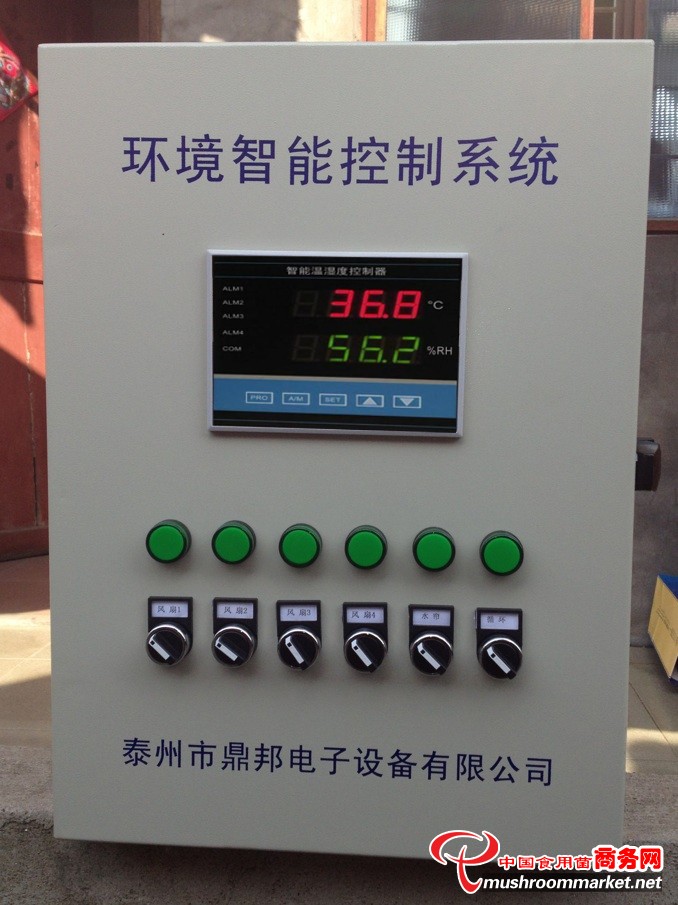 环境智能控制系统
智能温湿度控制器
ALM1
ALM2
ALM3
ALM4
COM
36.8 °C
56.2 %RH
PRO A/M SET
风扇1 风扇2 风扇3 风扇4 水帘 循环
泰州市鼎邦电子设备有限公司
中国食用菌商务网
mushroommarket.net